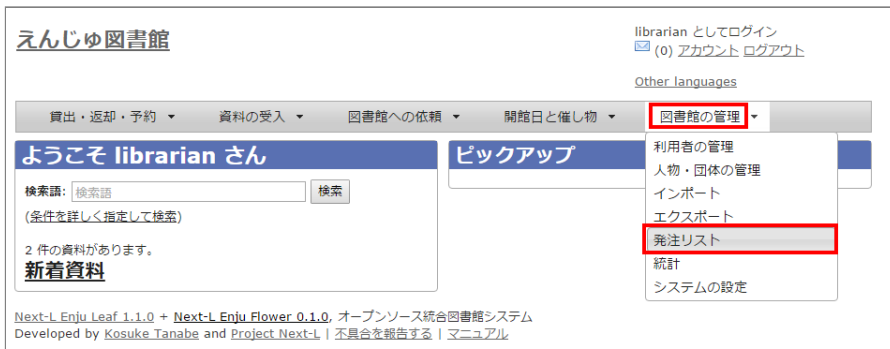 えんじゅ図書館
librarian としてログイン
(0) アカウント ログアウト
Other languages
貸出・返却・予約 ▼ 資料の受入 ▼ 図書館への依頼 ▼ 開館日と催し物 ▼ 図書館の管理 ▼
ようこそ librarian さん
検索語: 検索語 検索
(条件を詳しく指定して検索)
2 件の資料があります。
新着資料
ピックアップ
利用者の管理
人物・団体の管理
インポート
エクスポート
発注リスト
統計
システムの設定
Next-L Enju Leaf 1.1.0 + Next-L Enju Flower 0.1.0, オープンソース統合図書館システム
Developed by Kosuke Tanabe and Project Next-L | 不具合を報告する | マニュアル